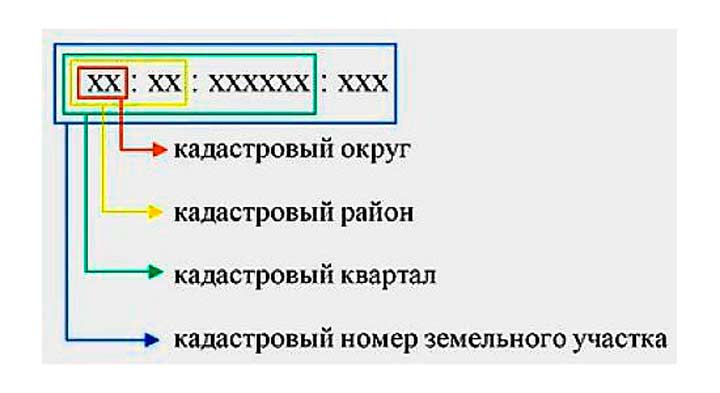 xx : xx : xxxxxx : xxx
кадастровый округ
кадастровый район
кадастровый квартал
кадастровый номер земельного участка